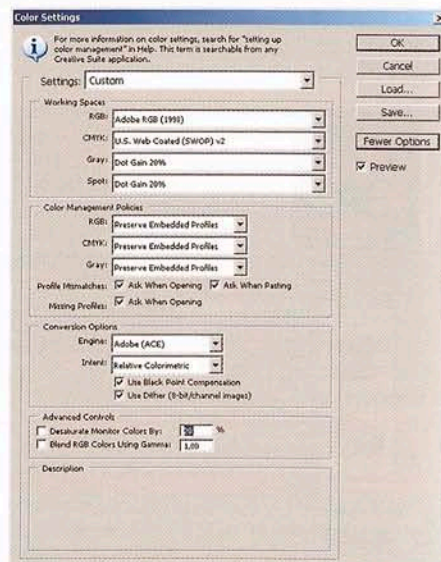 Color Settings
For more information on color settings, search for "setting up
color management" in Help. This term is searchable from any
Creative Suite application.
Settings: Custom
Working Spaces
RGB: Adobe RGB (1998)
CMYK: U.S. Web Coated (SWOP) v2
Gray: Dot Gain 20%
Spot: Dot Gain 20%
Color Management Policies
RGB: Preserve Embedded Profiles
CMYK: Preserve Embedded Profiles
Gray: Preserve Embedded Profiles
Profile Mismatches: Ask When Opening Ask When Pasting
Missing Profiles: Ask When Opening
Conversion Options
Engine: Adobe (ACE)
Intent: Relative Colorimetric
Use Black Point Compensation
Use Dither (8-bit/channel images)
Advanced Controls
Desaturate Monitor Colors By: %
Blend RGB Colors Using Gamma: 1,00
Description
OK
Cancel
Load...
Save...
Fewer Options
Preview